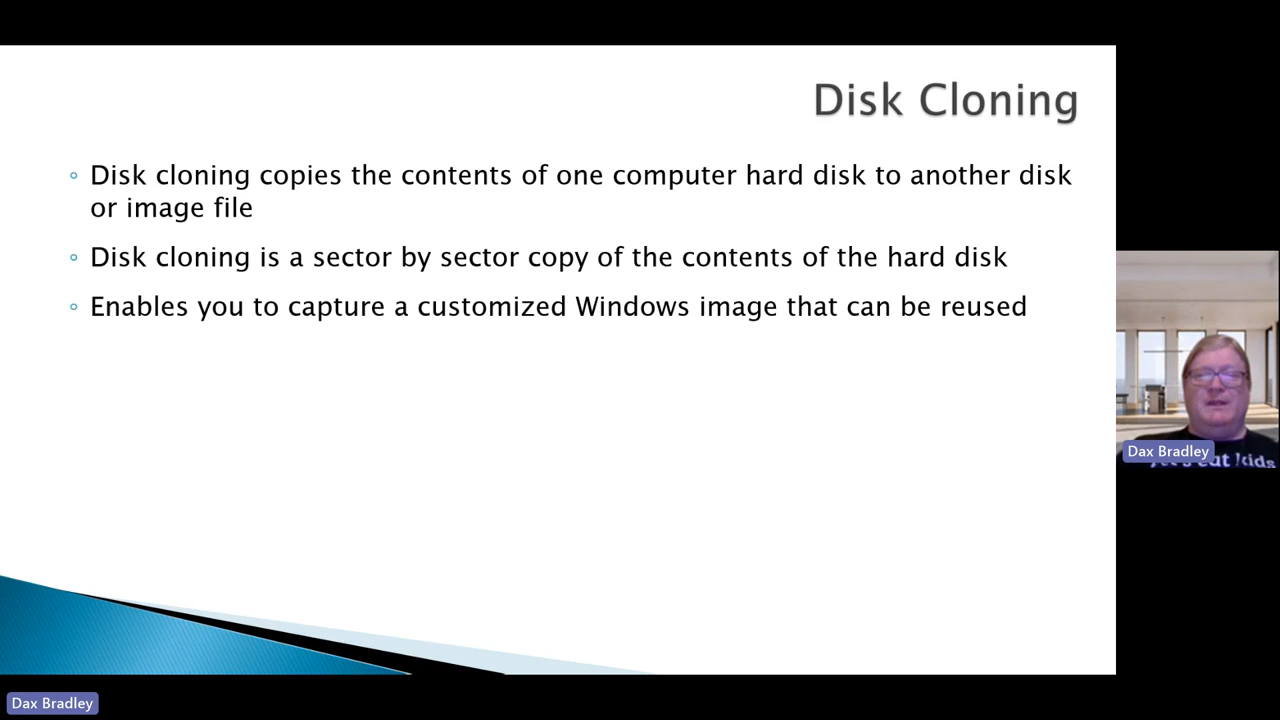 Disk Cloning
Disk cloning copies the contents of one computer hard disk to another disk
or image file
Disk cloning is a sector by sector copy of the contents of the hard disk
Enables you to capture a customized Windows image that can be reused
Dax Bradley
eat kids
Dax Bradley